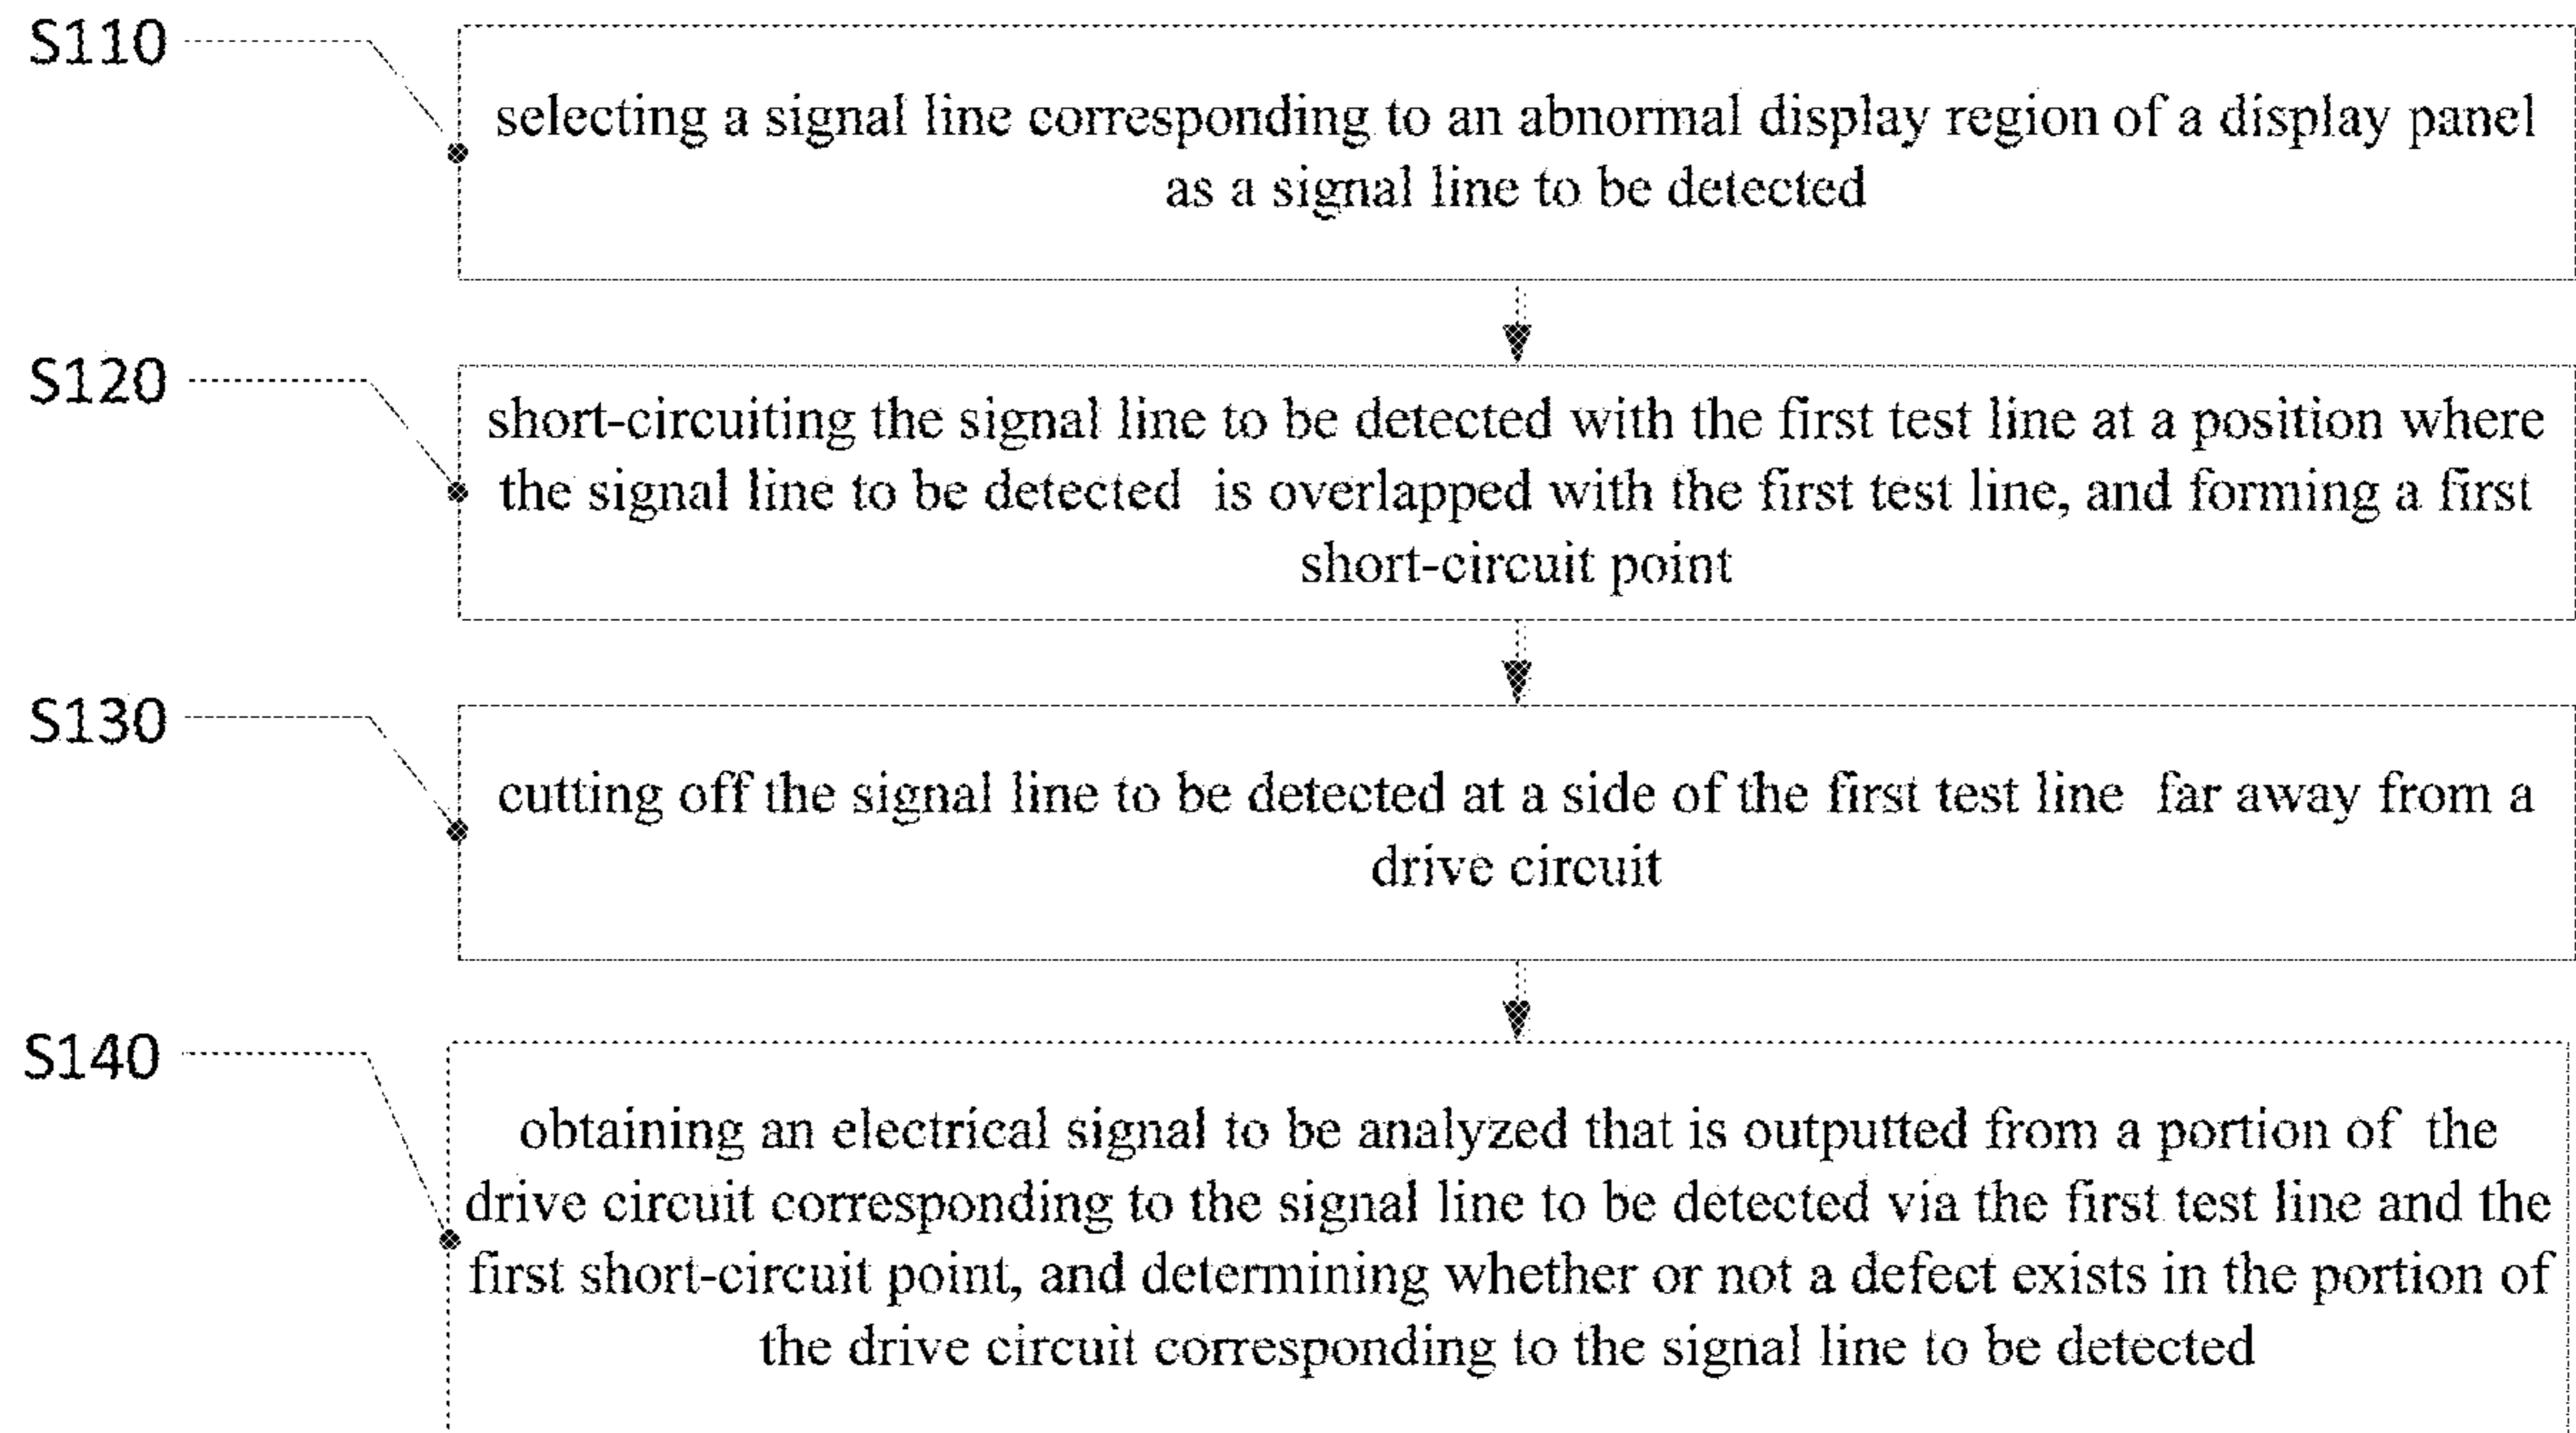 S110
selecting a signal line corresponding to an abnormal display region of a display panel
as a signal line to be detected
S120
short-circuiting the signal line to be detected with the first test line at a position where
the signal line to be detected is overlapped with the first test line, and forming a first
short-circuit point
S130
cutting off the signal line to be detected at a side of the first test line far away from a
drive circuit
S140
obtaining an electrical signal to be analyzed that is outputted from a portion of the
drive circuit corresponding to the signal line to be detected via the first test line and the
first short-circuit point, and determining whether or not a defect exists in the portion of
the drive circuit corresponding to the signal line to be detected